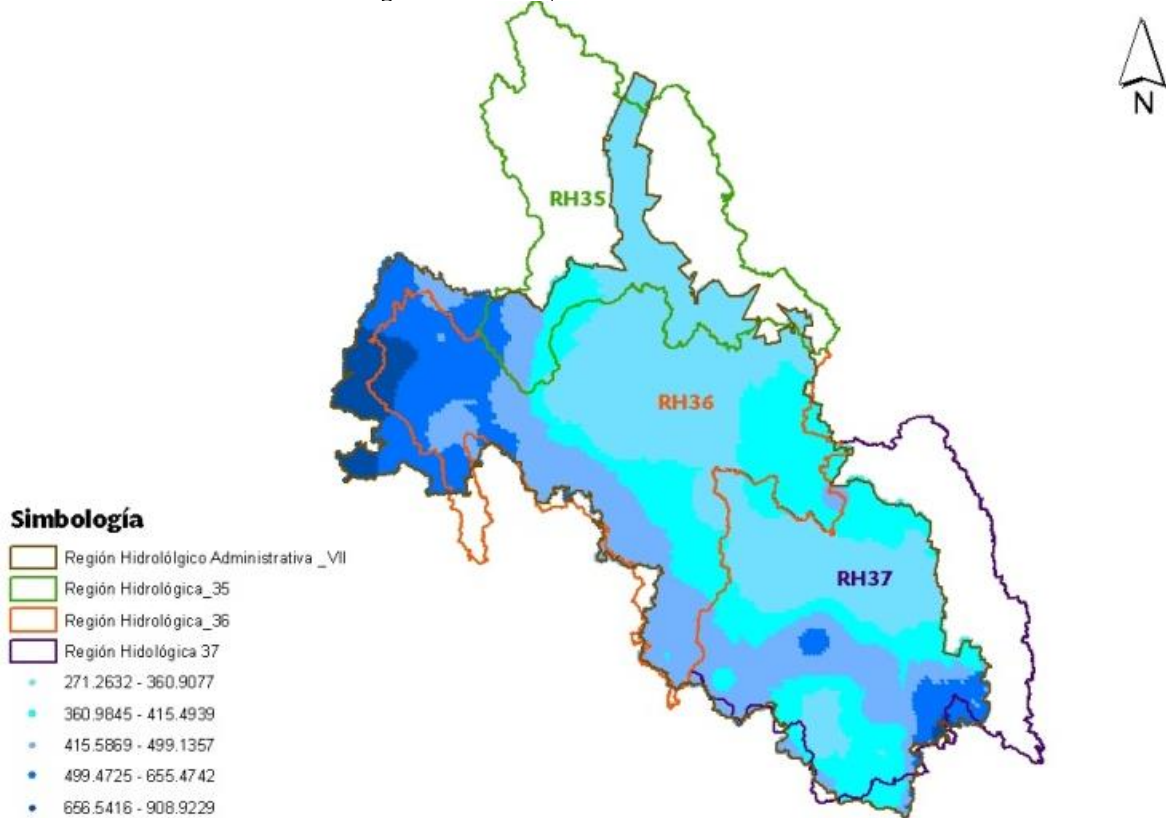 N
RH35
RH36
RH37
Simbología
Región Hidrolólgico Administrativa _VII
Región Hidrológica_35
Región Hidrológica_36
Región Hidológica 37
271.2632 - 360.9077
360.9845 - 415.4939
415.5869 - 499.1357
499.4725 - 655.4742
656.5416 - 908.9229